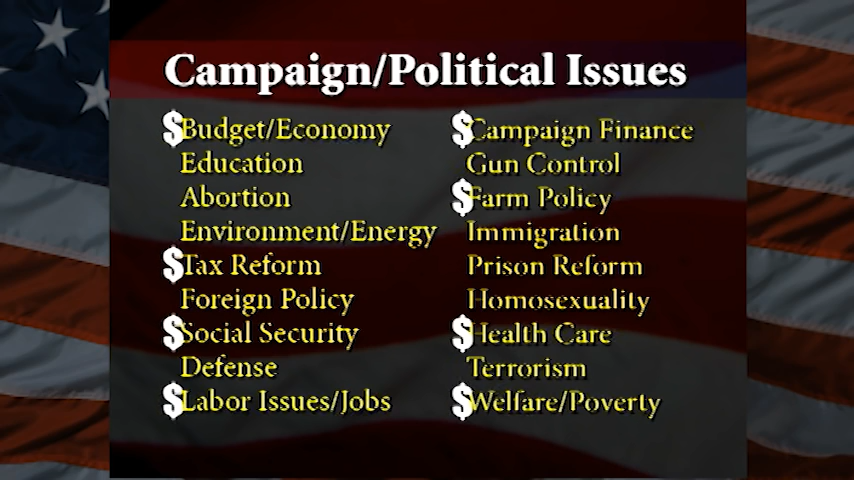 Campaign/Political Issues
$Budget/Economy
Education
Abortion
Environment/Energy
$Tax Reform
Foreign Policy
$Social Security
Defense
$Labor Issues/Jobs
$Campaign Finance
Gun Control
$Farm Policy
Immigration
Prison Reform
Homosexuality
$Health Care
Terrorism
$Welfare/Poverty